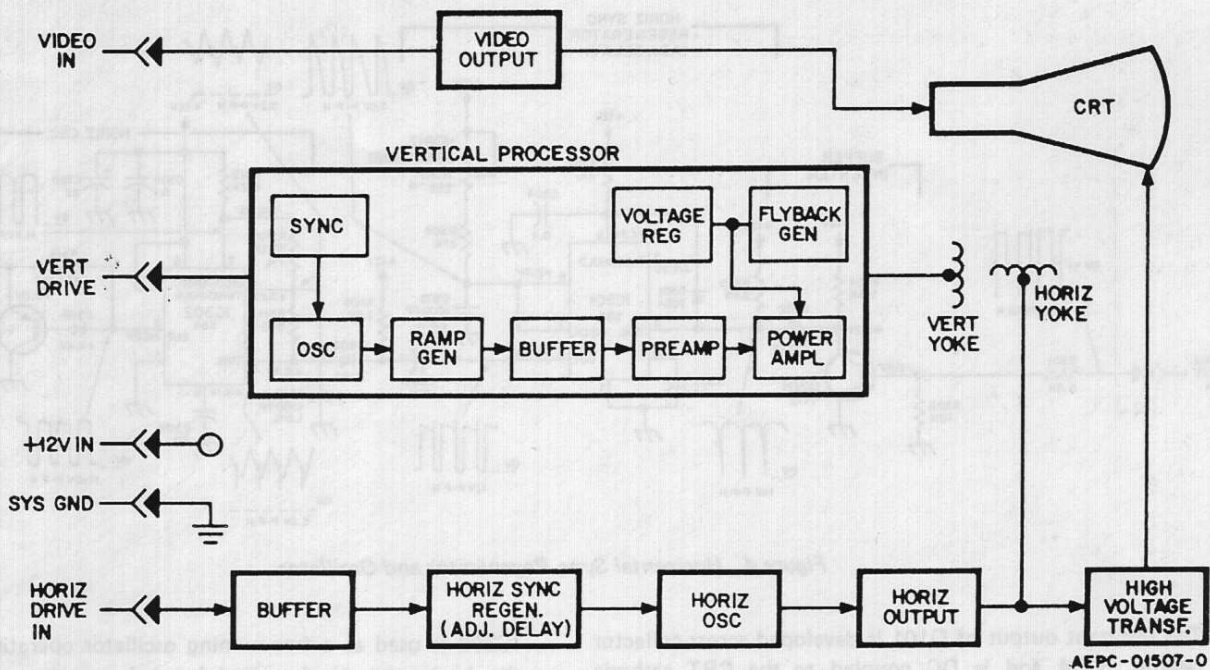 VIDEO
IN
VIDEO
OUTPUT
CRT
VERTICAL PROCESSOR
SYNC
VOLTAGE
REG
FLYBACK
GEN
VERT
DRIVE
OSC
RAMP
GEN
BUFFER
PREAMP
POWER
AMPL
VERT
YOKE
HORIZ
YOKE
+12V IN
SYS GND
HORIZ
DRIVE
IN
BUFFER
HORIZ SYNC
REGEN.
(ADJ. DELAY)
HORIZ
OSC
HORIZ
OUTPUT
HIGH
VOLTAGE
TRANSF.
AEPC-01507-0